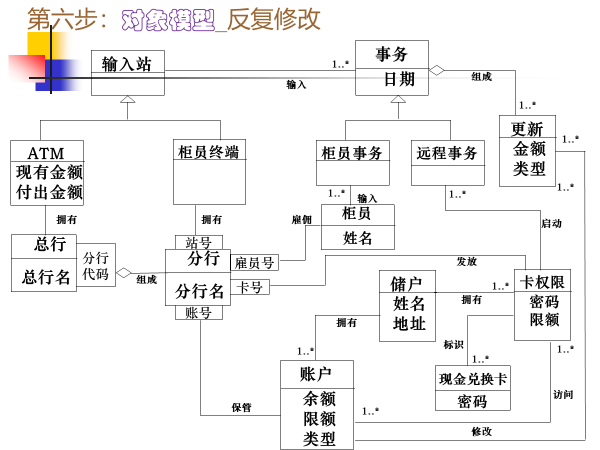 第六步：对象模型_反复修改
输入站
1..*
事务
日期
输入
组成
1..*
更新
金额
类型
1..*
1..*
ATM
现有金额
付出金额
柜员终端
柜员事务
远程事务
1..*
输入
1..*
拥有
拥有
雇佣
柜员
姓名
启动
总行
总行名
分行
代码
组成
站号
分行
分行名
账号
雇员号
卡号
发放
储户
姓名
地址
拥有
1..*
卡权限
密码
限额
拥有
1..*
标识
1..*
1..*
账户
余额
限额
类型
现金兑换卡
密码
保管
1..*
访问
修改